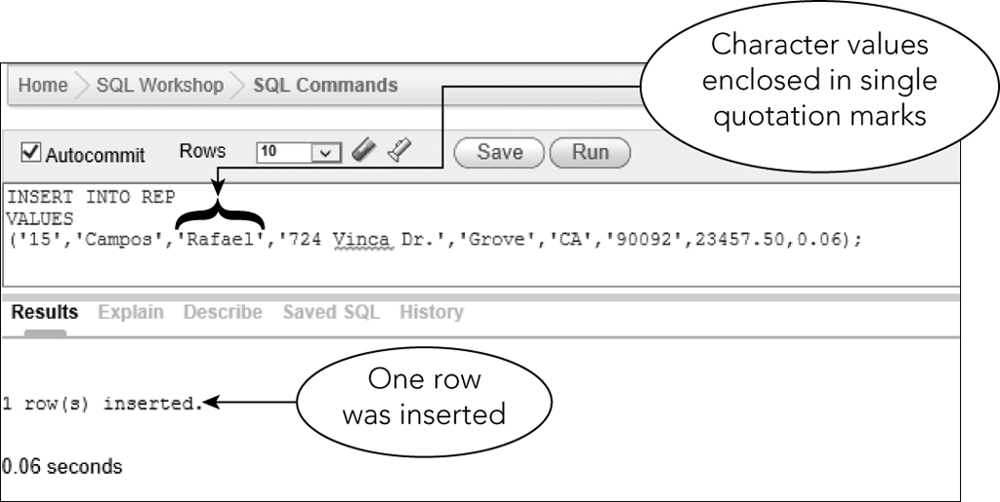 Character values
enclosed in single
quotation marks
Home SQL Workshop SQL Commands
Autocommit Rows 10 Save Run
INSERT INTO REP
VALUES
('15','Campos','Rafael','724 Vinca Dr.','Grove','CA','90092',23457.50,0.06);
Results Explain Describe Saved SQL History
One row
was inserted
1 row(s) inserted.
0.06 seconds